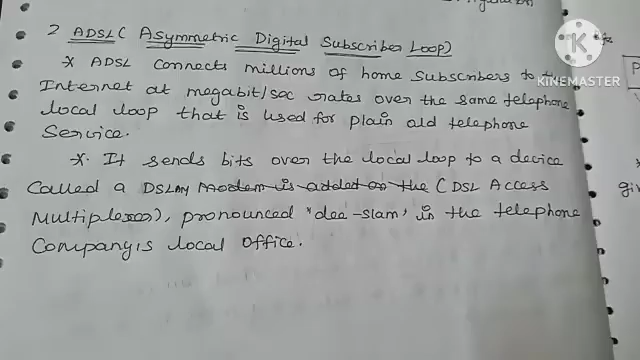 2 ADSL ( Asymmetric Digital Subscriber Loop)
* ADSL connects millions of home subscribers to the
Internet at megabit/sec rates over the same telephone
local loop that is used for plain old telephone
Service.
*. It sends bits over the local loop to a device
Called a DSLAM Modem is added on the ( DSL Access
Multiplexer), pronounced "dee-slam" in the telephone
Company's local office.
K
KINEMASTER
P
giv